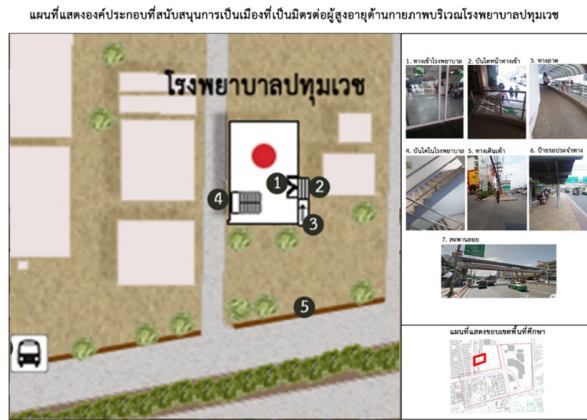 แผนที่แสดงองค์ประกอบที่สนับสนุนการเป็นเมืองที่เป็นมิตรต่อผู้สูงอายุด้านกายภาพบริเวณโรงพยาบาลปทุมเวช
โรงพยาบาลปทุมเวช
1
2
3
4
5
1. ทางเข้าโรงพยาบาล
2. บันไดหน้าทางเข้า
3. ทางลาด
4. บันไดในโรงพยาบาล
5. ทางเดินเท้า
6. ป้ายรถประจำทาง
7. สะพานลอย
แผนที่แสดงขอบเขตพื้นที่ศึกษา